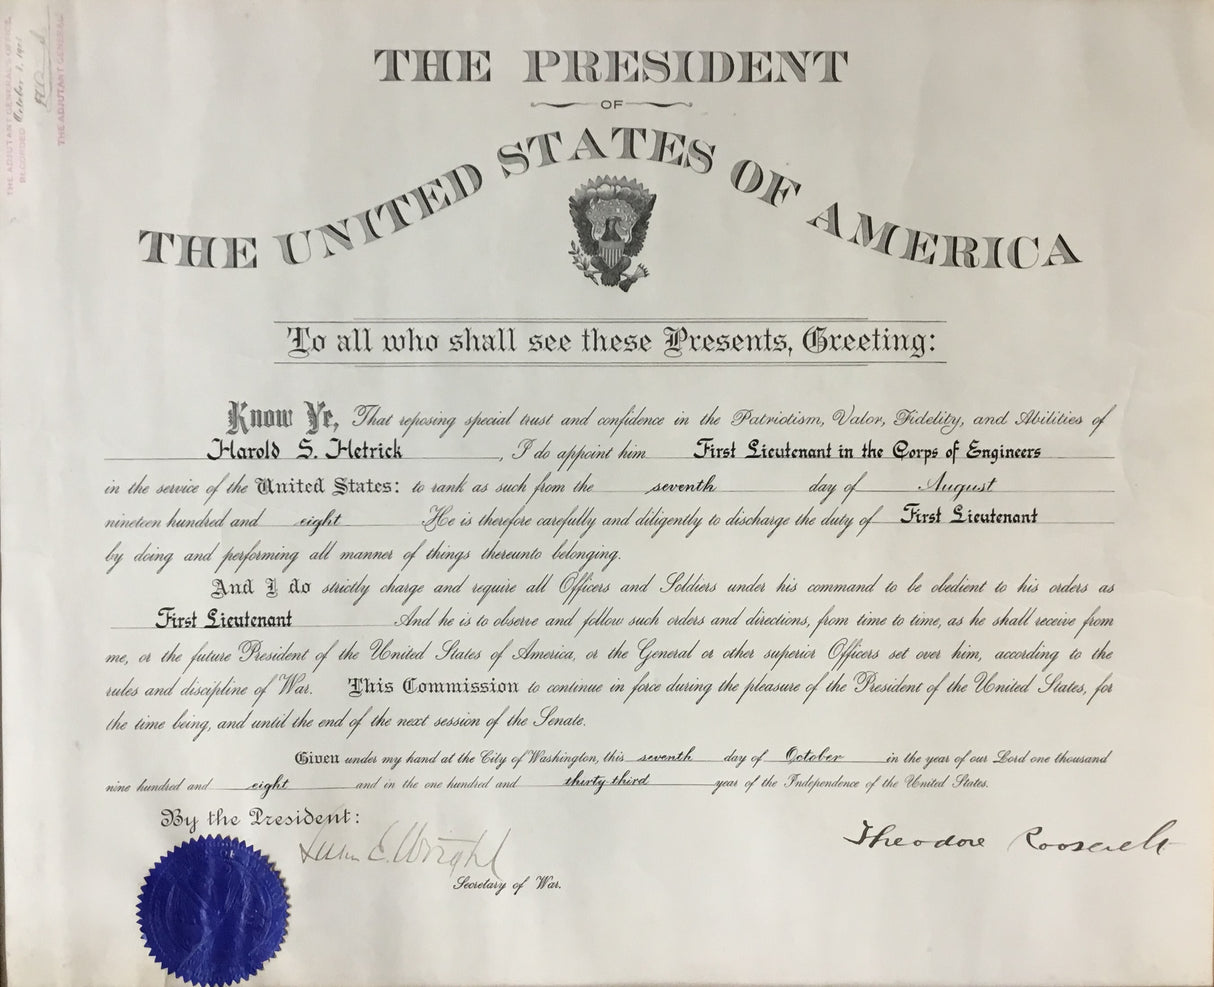 THE ADJUTANT GENERAL'S OFFICE,
RECORDED October
THE ADJUTANT GENERAL
THE PRESIDENT
OF
THE UNITED STATES OF AMERICA
To all who shall see these Presents, Greeting:
Know Ye, That reposing special trust and confidence in the Patriotism, Valor, Fidelity, and Abilities of
Harold S. Hetrick, I do appoint him First Lieutenant in the Corps of Engineers
in the service of the United States: to rank as such from the seventh day of August
nineteen hundred and eight He is therefore carefully and diligently to discharge the duty of First Lieutenant
by doing and performing all manner of things thereunto belonging.
And I do strictly charge and require all Officers and Soldiers under his command to be obedient to his orders as
First Lieutenant And he is to observe and follow such orders and directions, from time to time, as he shall receive from
me, or the future President of the United States of America, or the General or other superior Officers set over him, according to the
rules and discipline of War. This Commission to continue in force during the pleasure of the President of the United States, for
the time being, and until the end of the next session of the Senate.
Given under my hand at the City of Washington, this seventh day of October in the year of our Lord one thousand
nine hundred and eight and in the one hundred and thirty-third year of the Independence of the United States.
By the President:
Theodore Roosevelt
Luke E. Wright
Secretary of War.